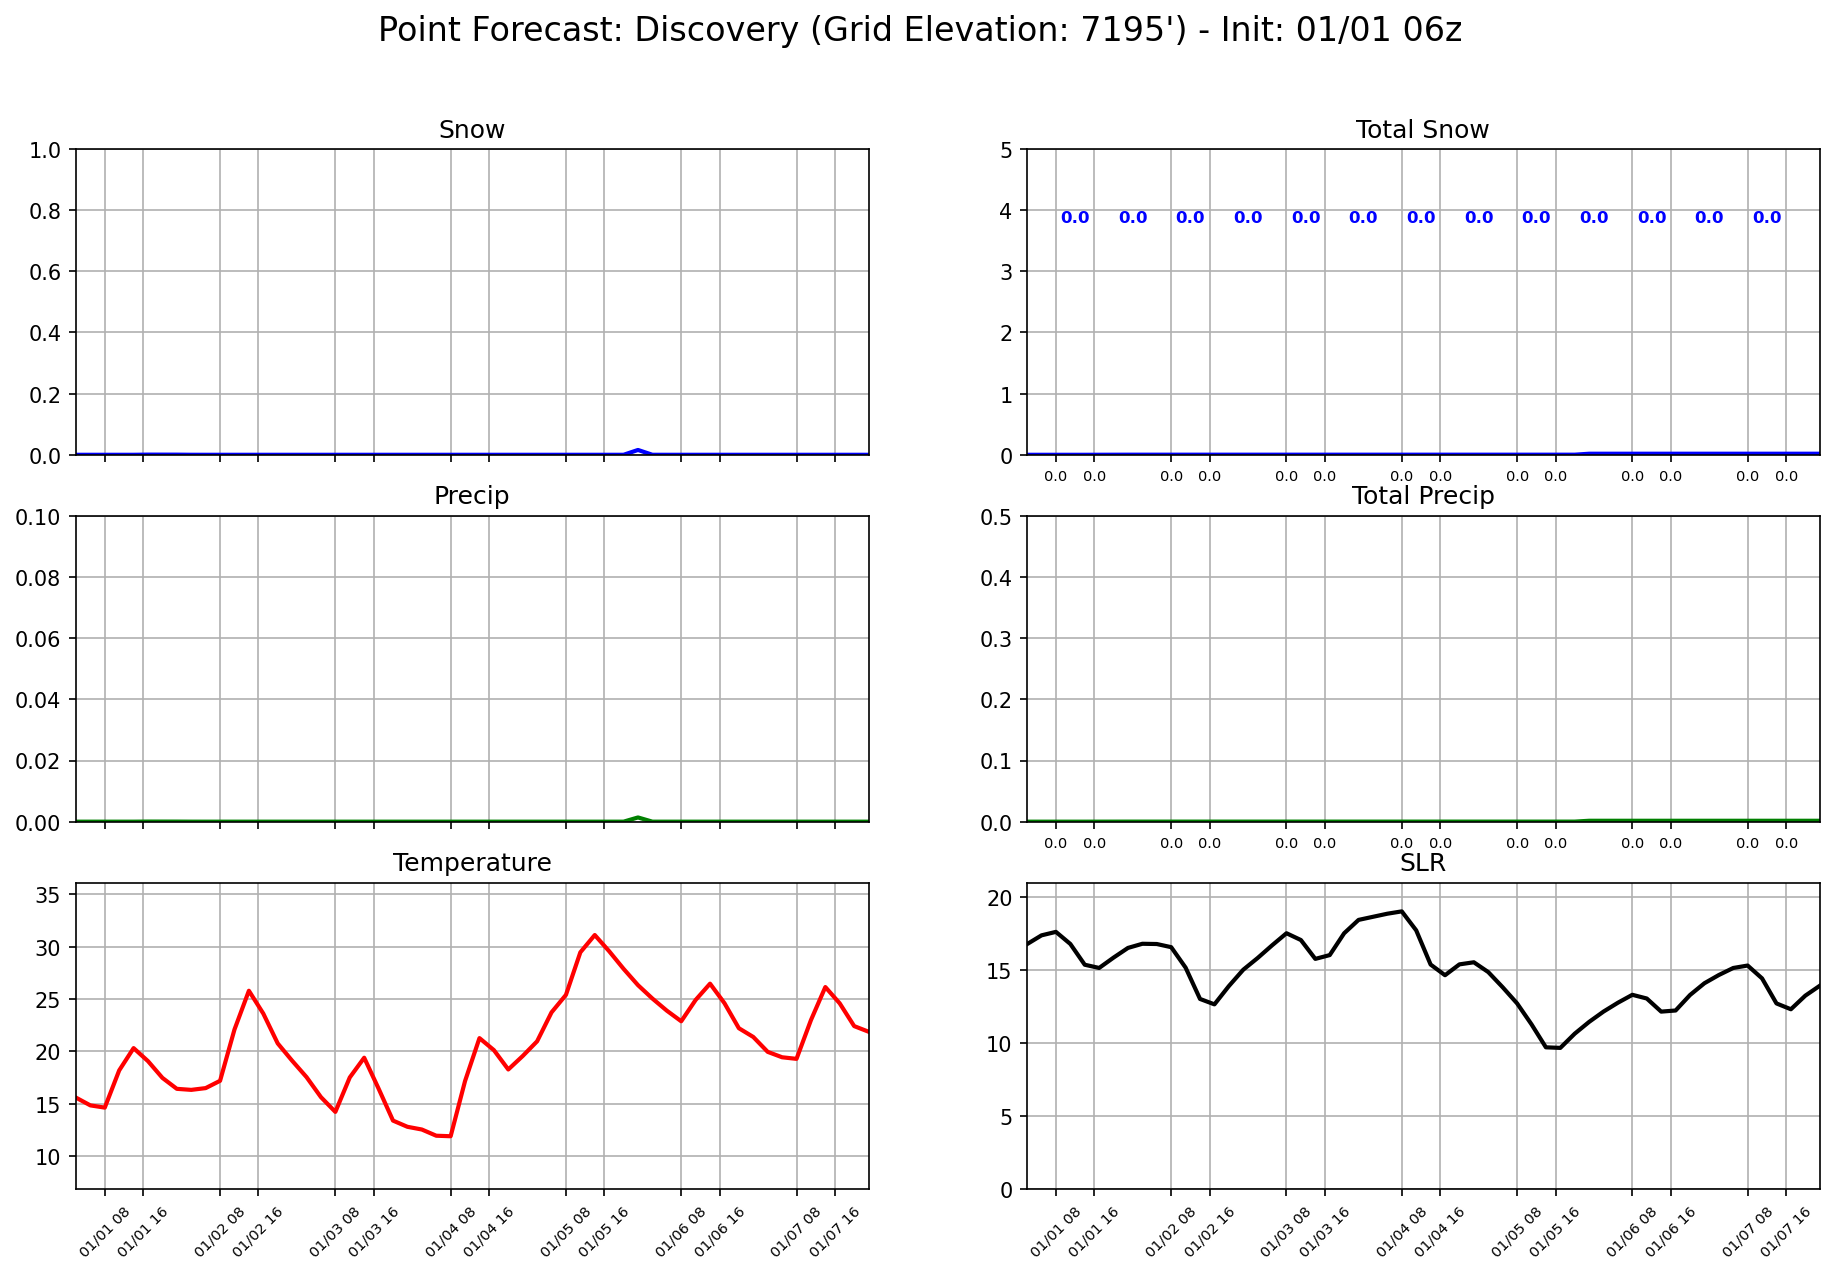 Point Forecast: Discovery (Grid Elevation: 7195') - Init: 01/01 06z
Snow
1.0
0.8
0.6
0.4
0.2
0.0
Total Snow
5
4
3
2
1
0
0.0 0.0 0.0 0.0 0.0 0.0 0.0 0.0 0.0 0.0 0.0 0.0 0.0
0.0 0.0 0.0 0.0 0.0 0.0 0.0 0.0 0.0 0.0 0.0 0.0 0.0 0.0
Precip
0.10
0.08
0.06
0.04
0.02
0.00
Total Precip
0.5
0.4
0.3
0.2
0.1
0.0
0.0 0.0 0.0 0.0 0.0 0.0 0.0 0.0 0.0 0.0 0.0 0.0 0.0 0.0
Temperature
35
30
25
20
15
10
01/01 08 01/01 16 01/02 08 01/02 16 01/03 08 01/03 16 01/04 08 01/04 16 01/05 08 01/05 16 01/06 08 01/06 16 01/07 08 01/07 16
SLR
20
15
10
5
0
01/01 08 01/01 16 01/02 08 01/02 16 01/03 08 01/03 16 01/04 08 01/04 16 01/05 08 01/05 16 01/06 08 01/06 16 01/07 08 01/07 16